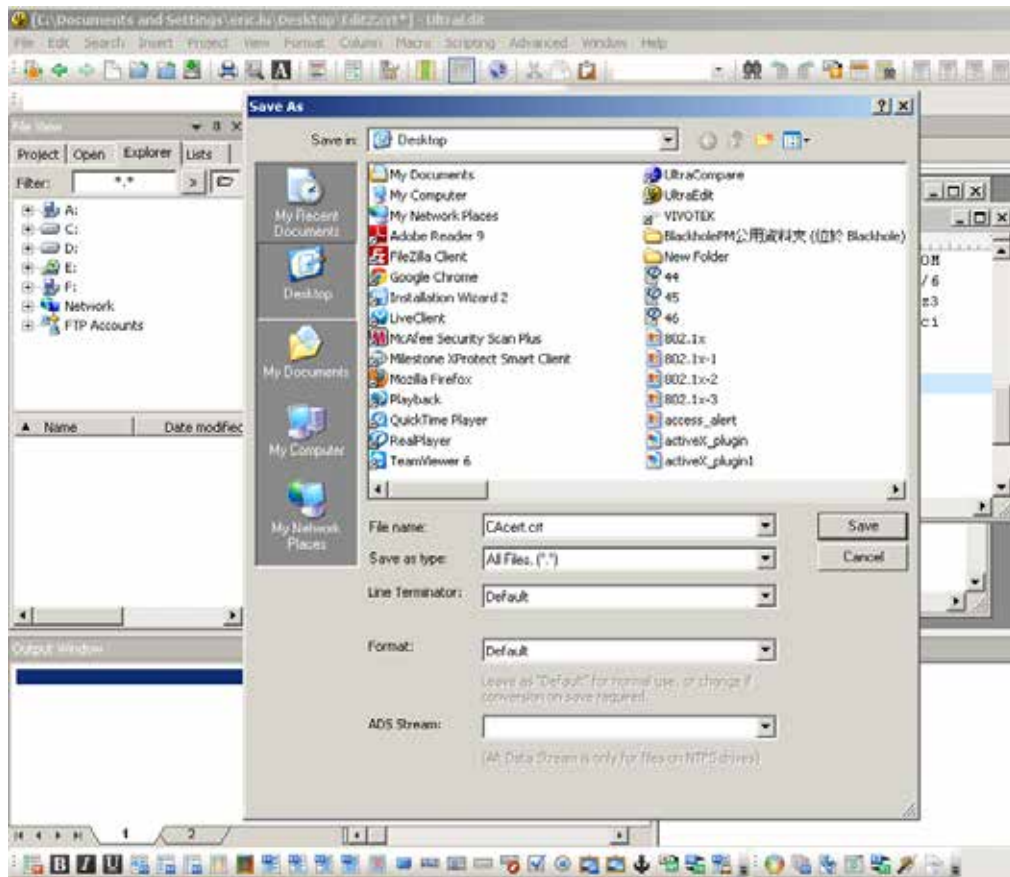 [C:\Documents and Settings\eric.lu\Desktop\Edit2.crt*] - UltraEdit
File Edit Search Insert Project View Format Column Macro Scripting Advanced Window Help
File View
Project Open Explorer Lists
Filter: *.*
A:
C:
D:
E:
F:
Network
FTP Accounts
Name Date modified
Output Window
1 2
Save As
Save in: Desktop
My Recent Documents
Desktop
My Documents
My Computer
My Network Places
My Documents
My Computer
My Network Places
Adobe Reader 9
FileZilla Client
Google Chrome
Installation Wizard 2
LiveClient
McAfee Security Scan Plus
Milestone XProtect Smart Client
Mozilla Firefox
Playback
QuickTime Player
RealPlayer
TeamViewer 6
UltraCompare
UltraEdit
VIVOTEK
BlackholePM公用資料夾 (位於 Blackhole)
New Folder
44
45
46
802.1x
802.1x-1
802.1x-2
802.1x-3
access_alert
activeX_plugin
activeX_plugin1
File name: CAcert.crt
Save as type: All Files, (*.*)
Line Terminator: Default
Format: Default
Leave as "Default" for normal use, or change if
conversion on save required.
ADS Stream:
(Alt Data Stream is only for files on NTFS drives)
Save
Cancel
OM
/6
z3
ci
B I U